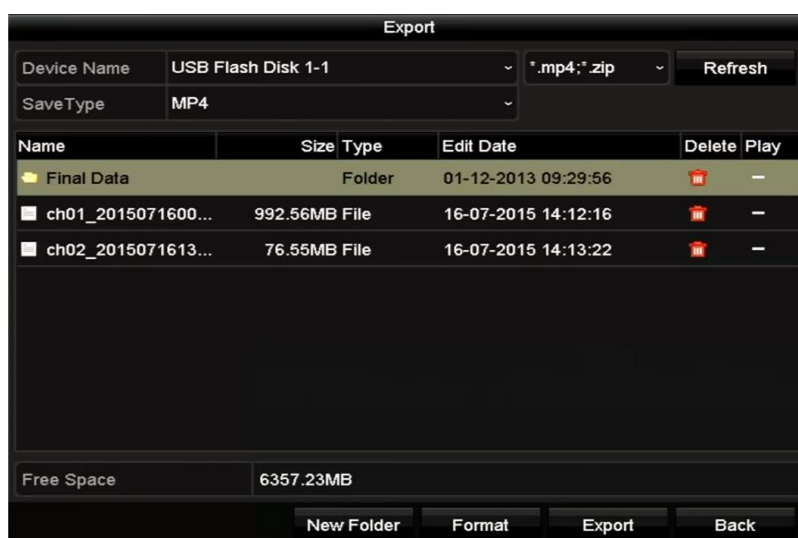 Export
Device Name USB Flash Disk 1-1 *.mp4;*.zip Refresh
SaveType MP4
Name Size Type Edit Date Delete Play
Final Data Folder 01-12-2013 09:29:56
ch01_2015071600... 992.56MB File 16-07-2015 14:12:16
ch02_2015071613... 76.55MB File 16-07-2015 14:13:22
Free Space 6357.23MB
New Folder Format Export Back